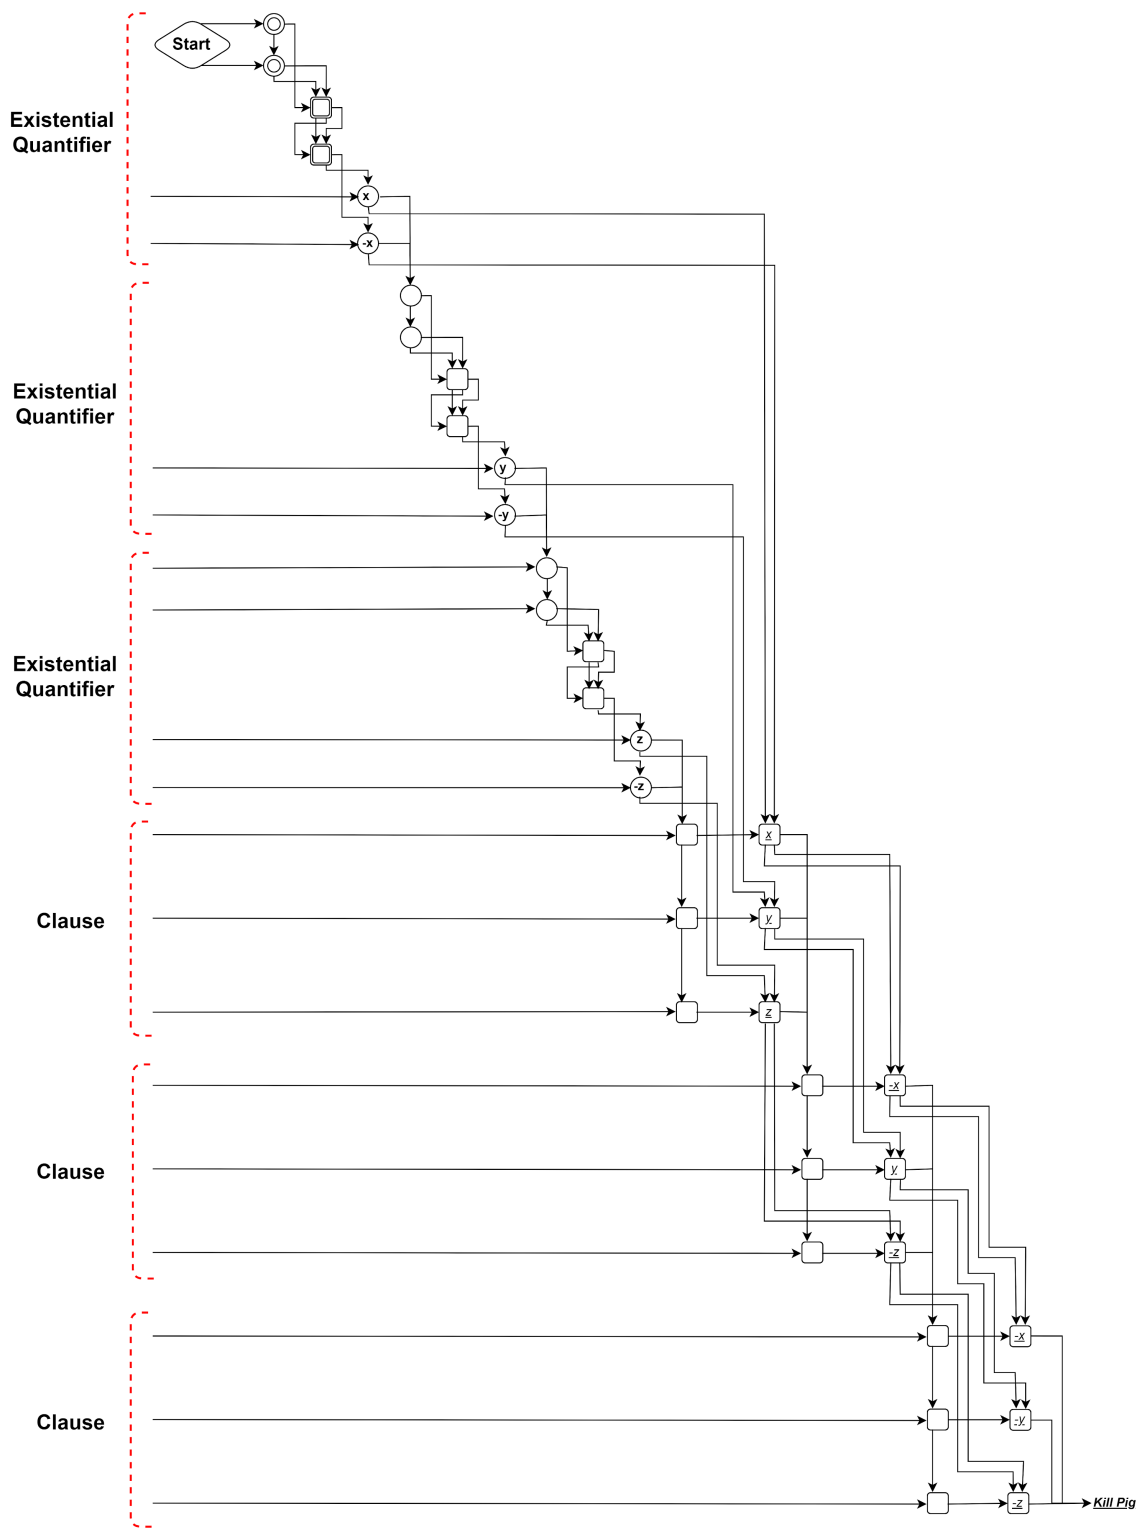 Start
Existential
Quantifier
x
-x
Existential
Quantifier
y
-y
Existential
Quantifier
z
-z
x
Clause
y
z
-x
Clause
y
-z
-x
Clause
-y
-z
Kill Pig